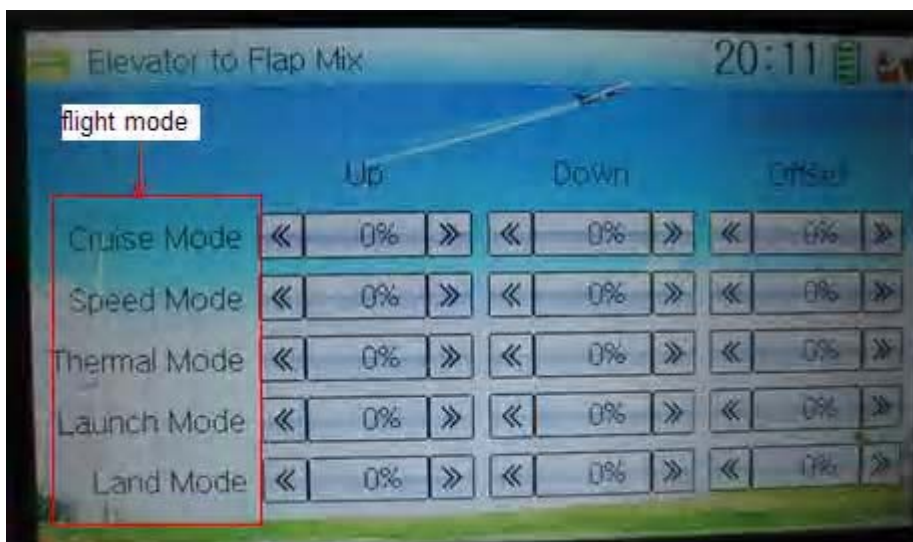 Elevator to Flap Mix 20:11
flight mode
Up Down Offset
Cruise Mode « 0% » « 0% » « 0% »
Speed Mode « 0% » « 0% » « 0% »
Thermal Mode « 0% » « 0% » « 0% »
Launch Mode « 0% » « 0% » « 0% »
Land Mode « 0% » « 0% » « 0% »